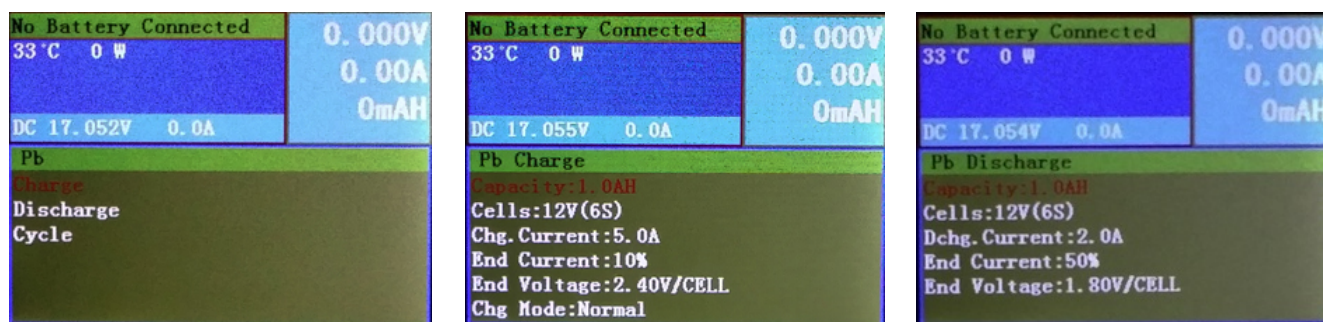 No Battery Connected
33°C 0 W
DC 17.052V 0.0A
0.000V
0.00A
0mAH
Pb
Charge
Discharge
Cycle
No Battery Connected
33°C 0 W
DC 17.055V 0.0A
0.000V
0.00A
0mAH
Pb Charge
Capacity:1.0AH
Cells:12V(6S)
Chg.Current:5.0A
End Current:10%
End Voltage:2.40V/CELL
Chg Mode:Normal
No Battery Connected
33°C 0 W
DC 17.054V 0.0A
0.000V
0.00A
0mAH
Pb Discharge
Capacity:1.0AH
Cells:12V(6S)
Dchg.Current:2.0A
End Current:50%
End Voltage:1.80V/CELL